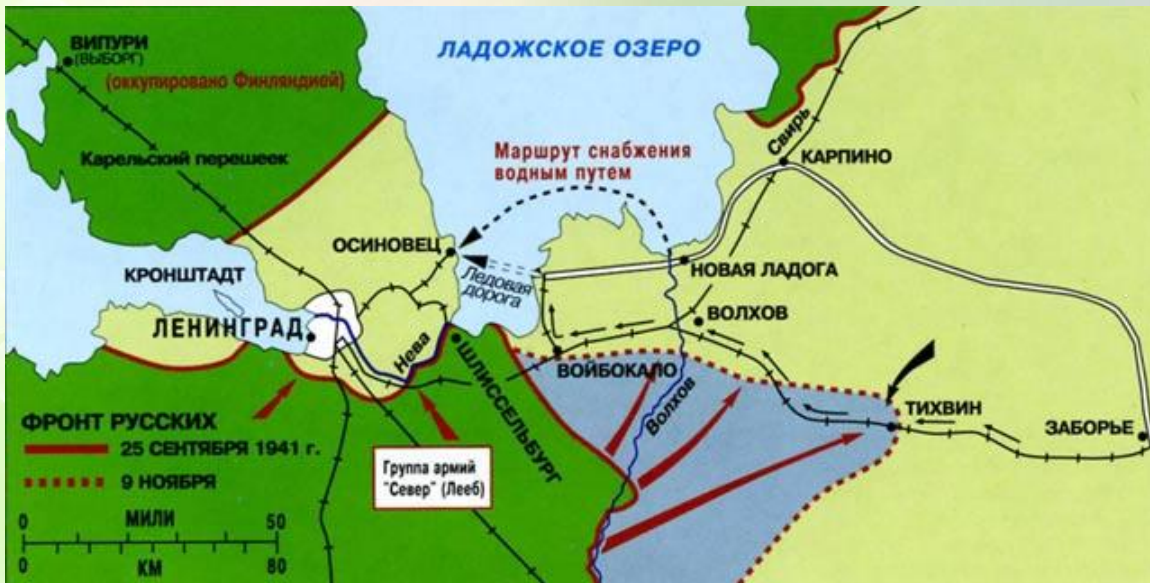 ВИПУРИ
(ВЫБОРГ)
(оккупировано Финляндией)
ЛАДОЖСКОЕ ОЗЕРО
Карельский перешеек
Маршрут снабжения
водным путем
Свирь
КАРПИНО
ОСИНОВЕЦ
Ледовая
дорога
НОВАЯ ЛАДОГА
КРОНШТАДТ
ЛЕНИНГРАД
ВОЛХОВ
Нева
ШЛИССЕЛЬБУРГ
ВОЙБОКАЛО
Волхов
ТИХВИН
ЗАБОРЬЕ
ФРОНТ РУССКИХ
25 СЕНТЯБРЯ 1941 г.
9 НОЯБРЯ
Группа армий
"Север" (Лееб)
0 МИЛИ 50
0 КМ 80